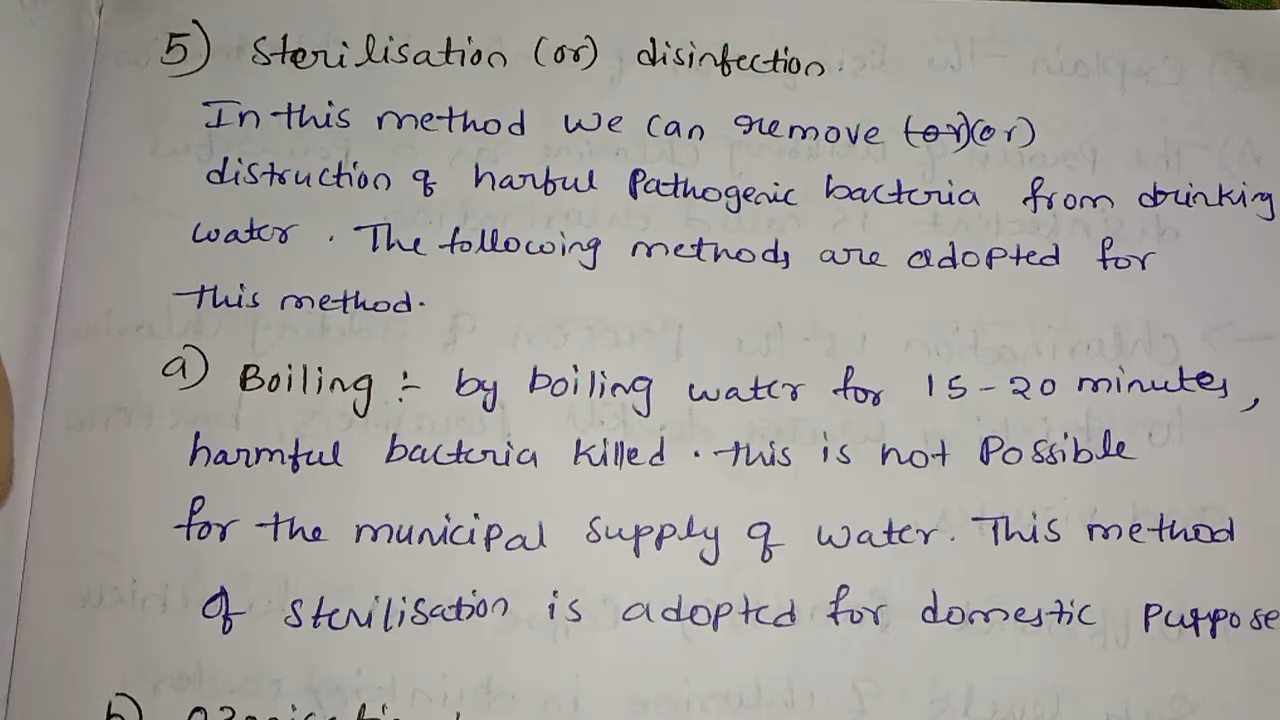 5) Sterilisation (or) disinfection.
In this method we can remove (or)(or)
distruction of harful Pathogenic bacteria from drinking
water. The following methods are adopted for
this method.
a) Boiling :- by boiling water for 15-20 minutes,
harmful bacteria killed. this is not Possible
for the municipal supply of water. This method
of sterilisation is adopted for domestic purpose
b)